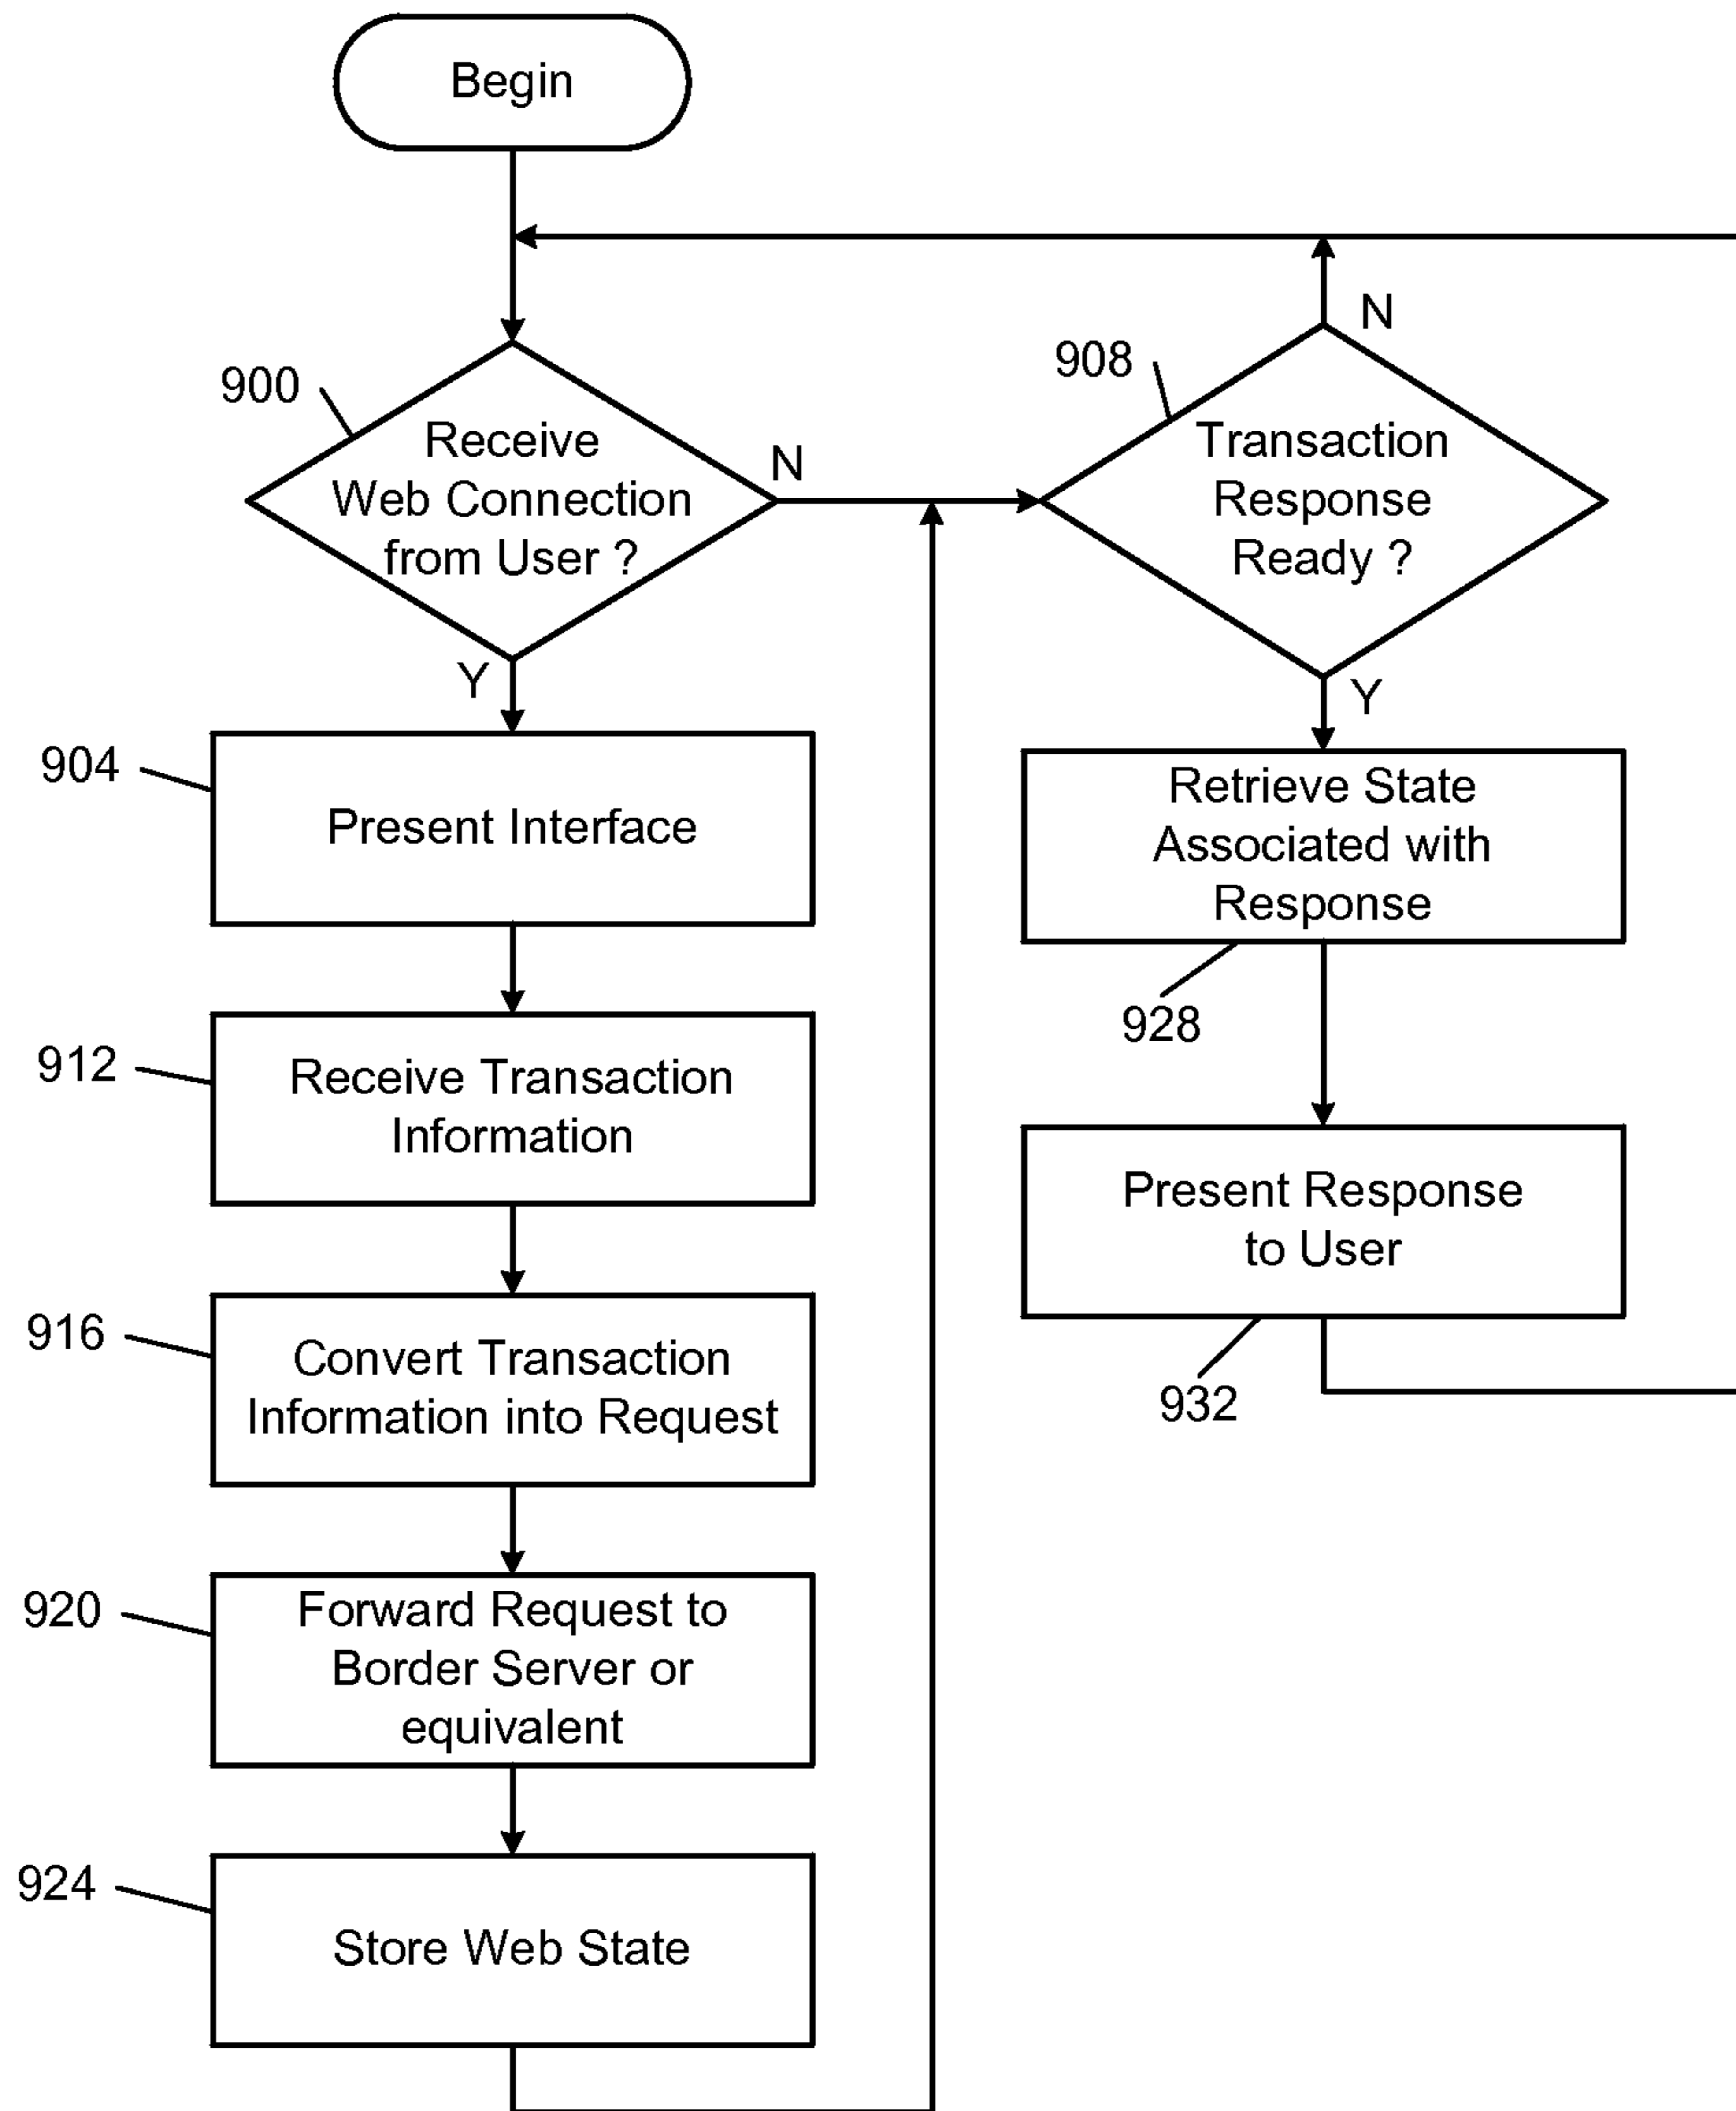 Begin
900
Receive
Web Connection
from User ?
N
Y
908
Transaction
Response
Ready ?
N
Y
904
Present Interface
912
Receive Transaction
Information
916
Convert Transaction
Information into Request
920
Forward Request to
Border Server or
equivalent
924
Store Web State
Retrieve State
Associated with
Response
928
Present Response
to User
932